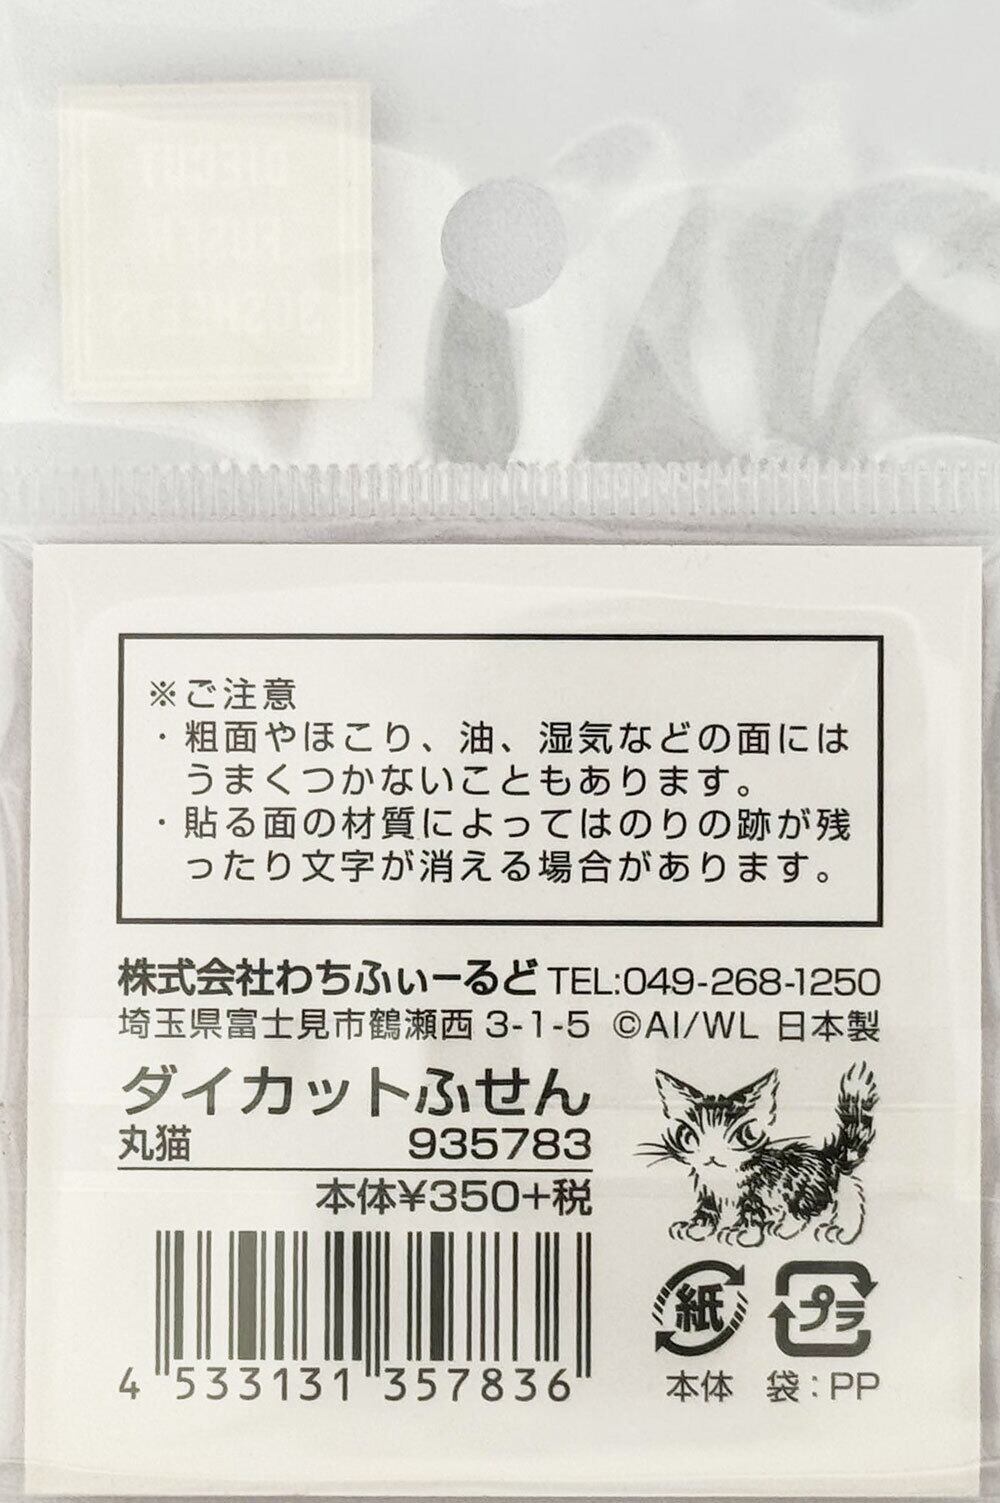 ※ご注意
・粗面やほこり、油、湿気などの面には
うまくつかないこともあります。
・貼る面の材質によってはのりの跡が残
ったり文字が消える場合があります。
株式会社わちふぃーるど TEL:049-268-1250
埼玉県富士見市鶴瀬西 3-1-5 ©AI/WL 日本製
ダイカットふせん
丸猫 935783
本体¥350+税
4 533131 357836
紙 プラ
本体 袋:PP